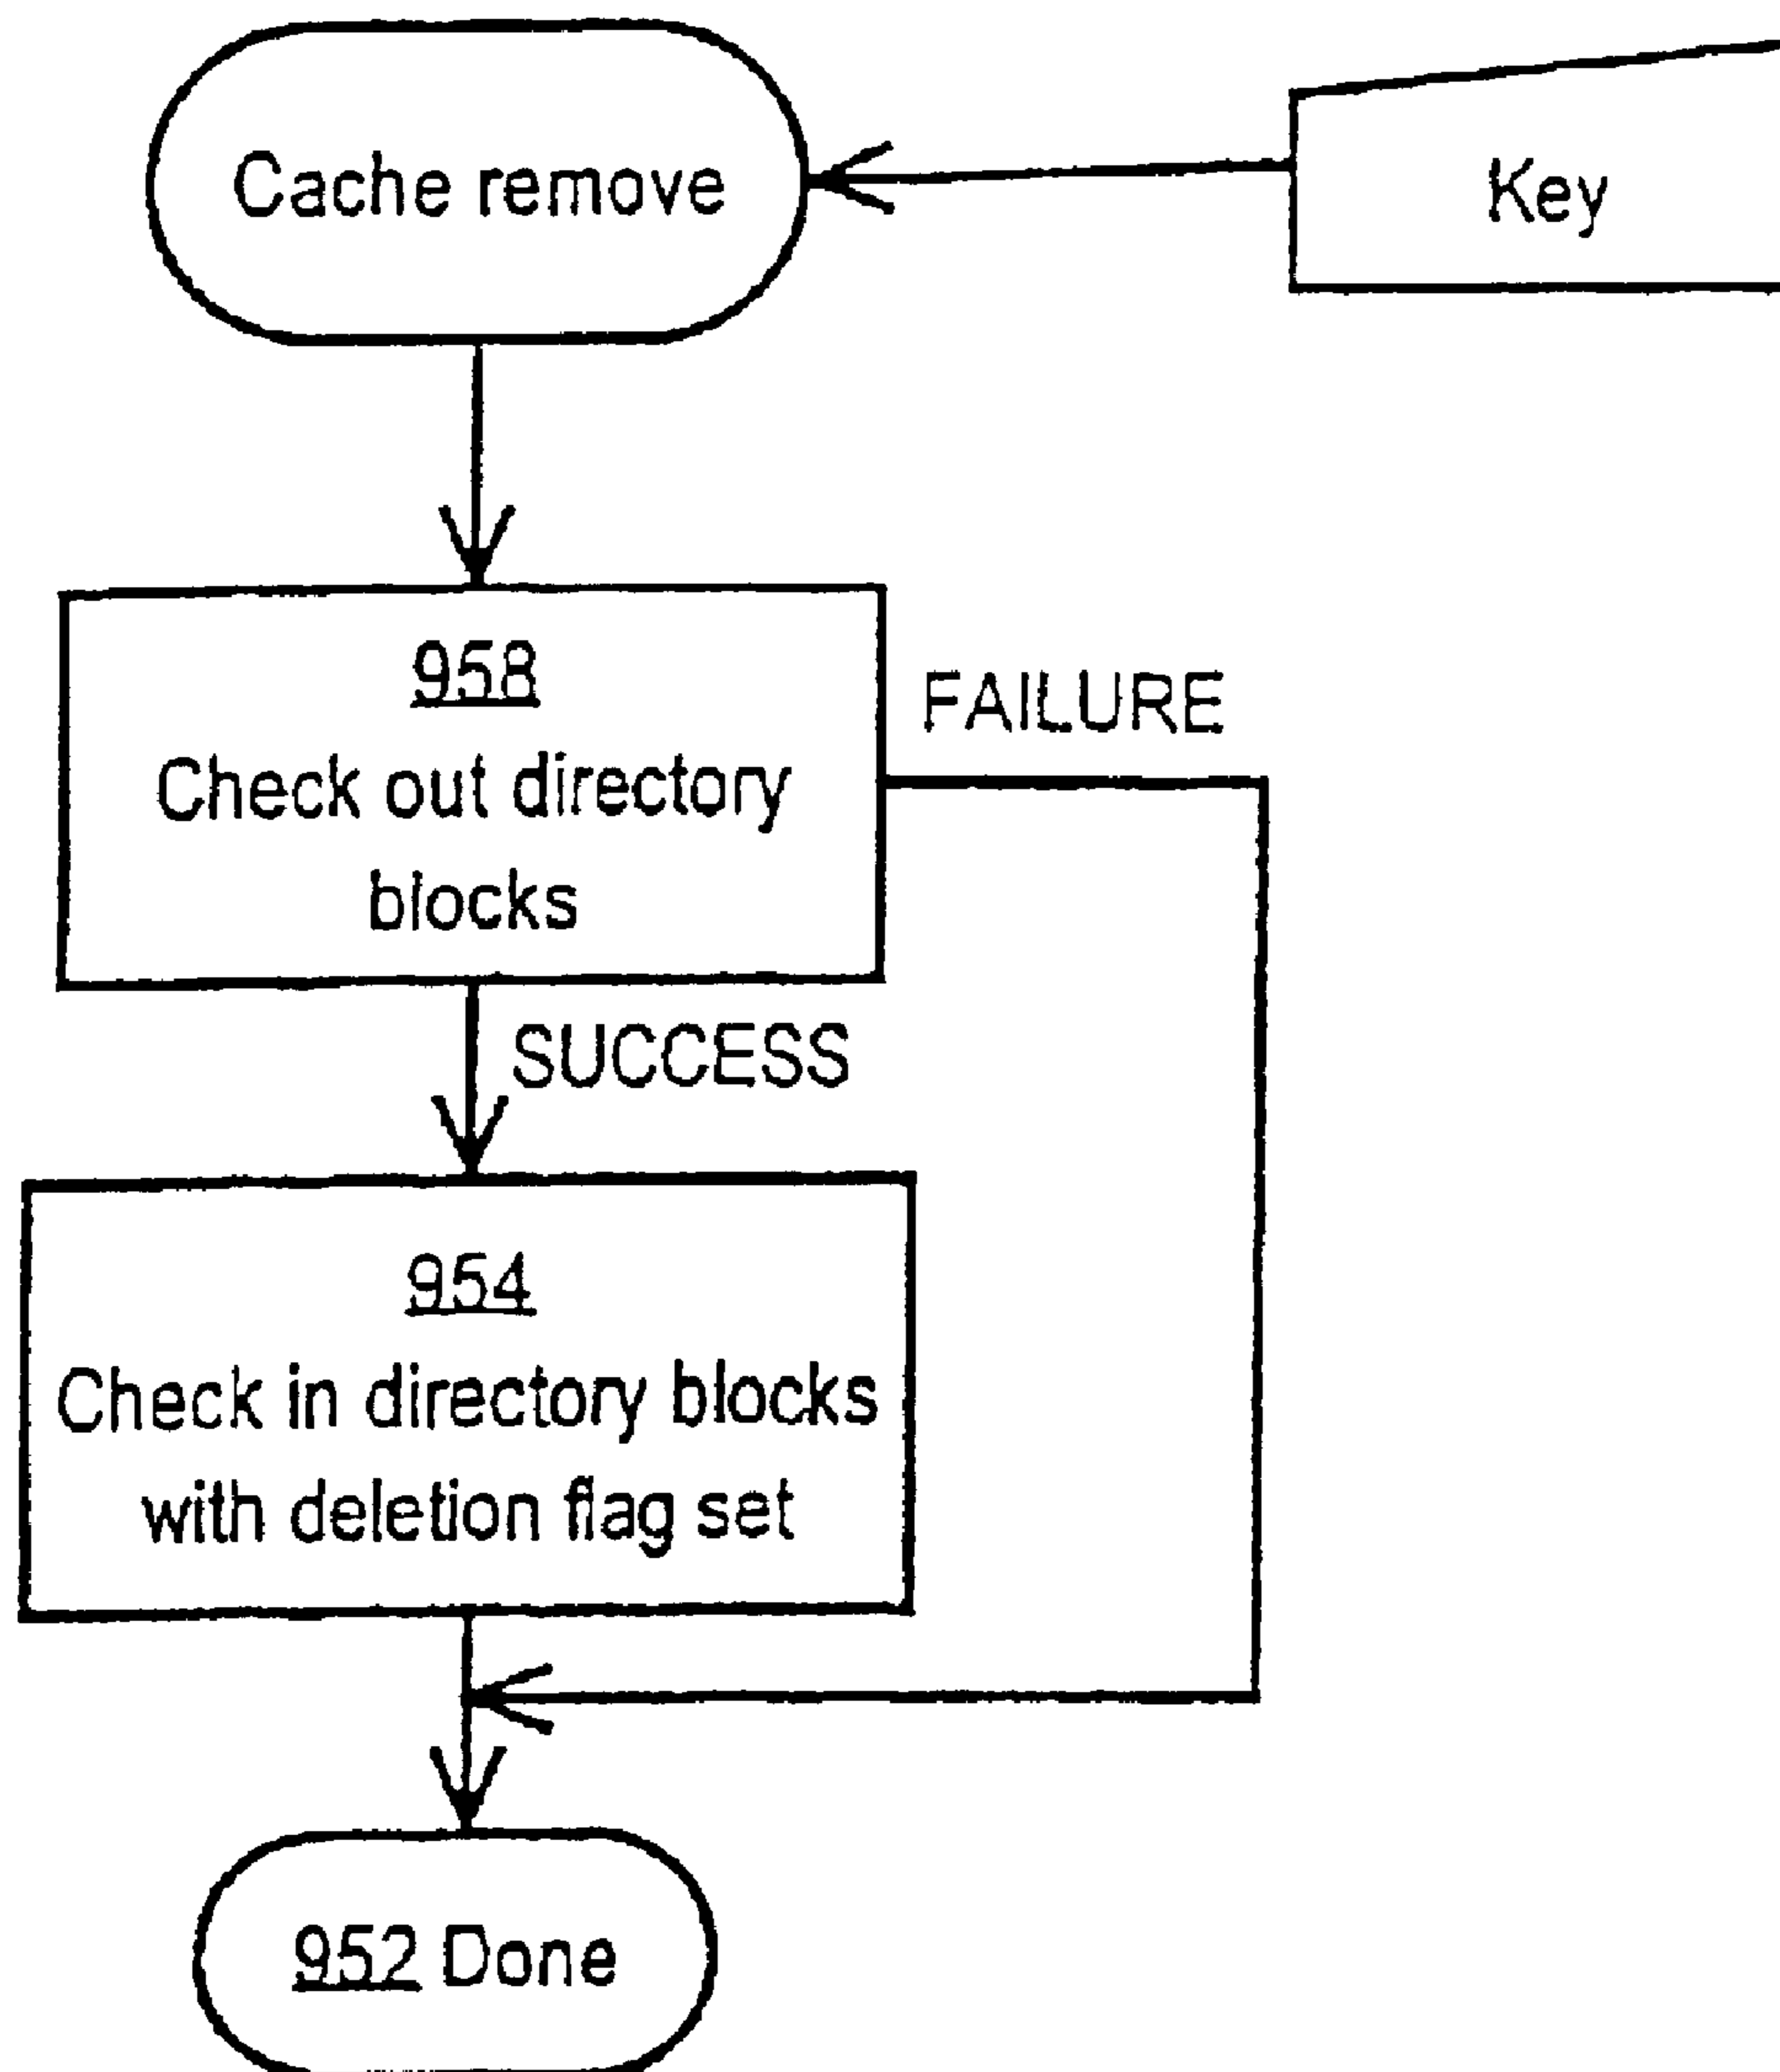 Cache remove
Key
958
Check out directory
blocks
FAILURE
SUCCESS
954
Check in directory blocks
with deletion flag set
952 Done